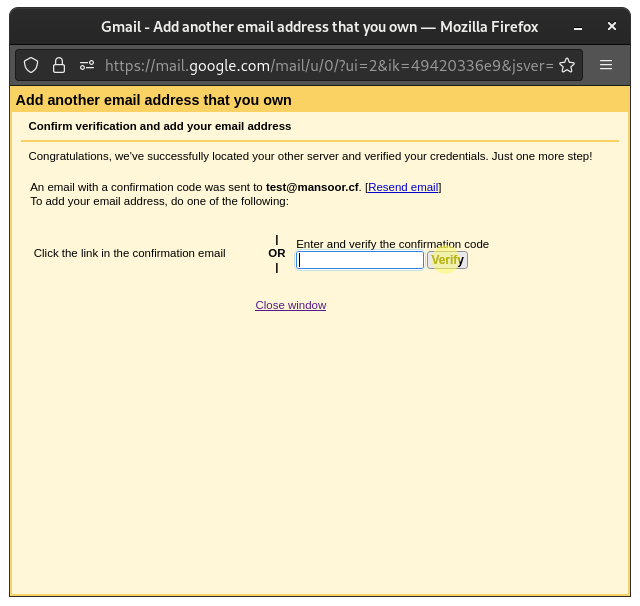 Gmail - Add another email address that you own — Mozilla Firefox
https://mail.google.com/mail/u/0/?ui=2&ik=49420336e9&jsver=
Add another email address that you own
Confirm verification and add your email address
Congratulations, we've successfully located your other server and verified your credentials. Just one more step!
An email with a confirmation code was sent to test@mansoor.cf. [Resend email]
To add your email address, do one of the following:
Click the link in the confirmation email
|
OR
|
Enter and verify the confirmation code
Verify
Close window